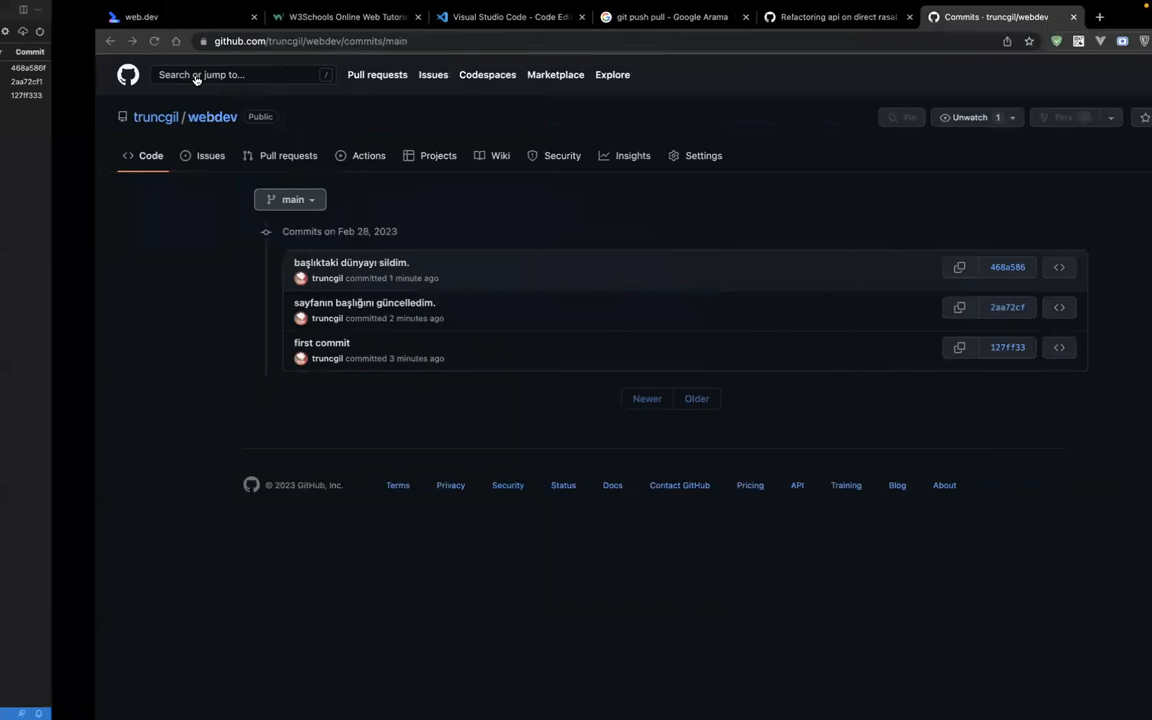 web.dev
W3Schools Online Web Tutoria
Visual Studio Code - Code Edi
git push pull - Google Arama
Refactoring api on direct rasat
Commits · truncgil/webdev
github.com/truncgil/webdev/commits/main
Commit
468a586f
2aa72cf1
127ff333
Search or jump to...
/
Pull requests
Issues
Codespaces
Marketplace
Explore
truncgil / webdev
Public
Pin
Unwatch 1
Code
Issues
Pull requests
Actions
Projects
Wiki
Security
Insights
Settings
main
Commits on Feb 28, 2023
başlıktaki dünyayı sildim.
truncgil committed 1 minute ago
468a586
sayfanın başlığını güncelledim.
truncgil committed 2 minutes ago
2aa72cf
first commit
truncgil committed 3 minutes ago
127ff33
Newer
Older
© 2023 GitHub, Inc.
Terms
Privacy
Security
Status
Docs
Contact GitHub
Pricing
API
Training
Blog
About